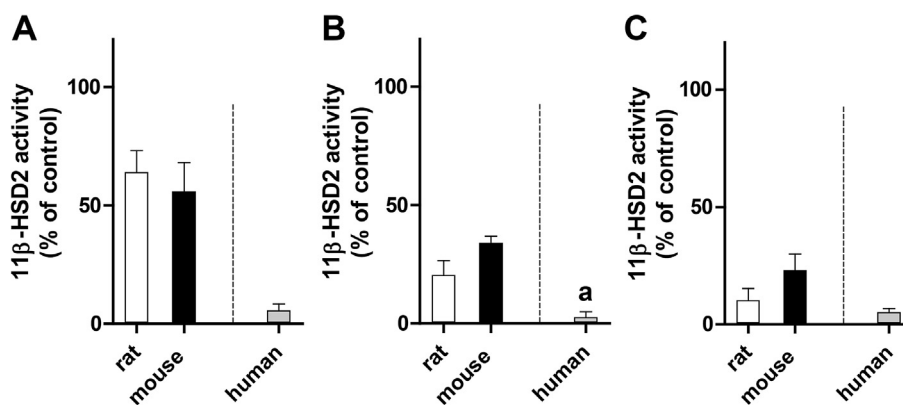 A
11β-HSD2 activity
(% of control)
100
50
0
rat
mouse
human
B
11β-HSD2 activity
(% of control)
100
50
0
a
rat
mouse
human
C
11β-HSD2 activity
(% of control)
100
50
0
rat
mouse
human